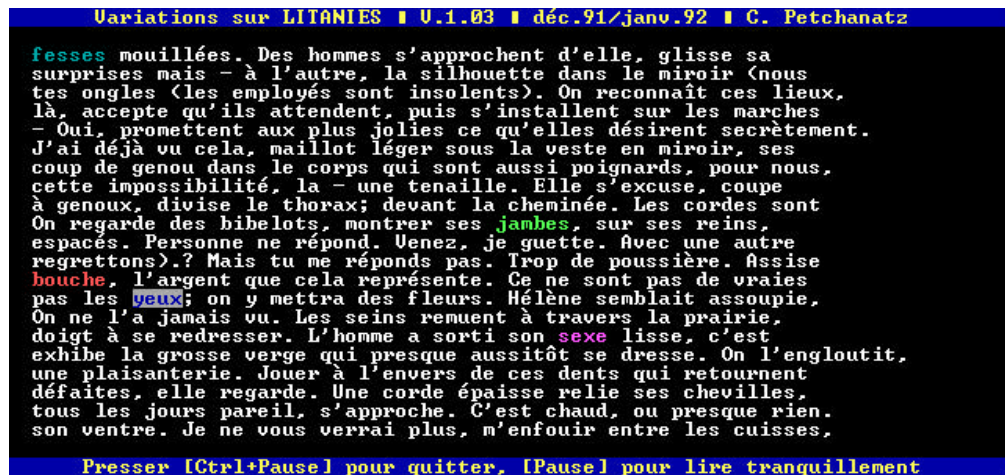 Variations sur LITANIES ▮ V.1.03 ▮ déc.91/janv.92 ▮ C. Petchanatz
fesses mouillées. Des hommes s'approchent d'elle, glisse sa
surprises mais - à l'autre, la silhouette dans le miroir (nous
tes ongles (les employés sont insolents). On reconnaît ces lieux,
là, accepte qu'ils attendent, puis s'installent sur les marches
- Oui, promettent aux plus jolies ce qu'elles désirent secrètement.
J'ai déjà vu cela, maillot léger sous la veste en miroir, ses
coup de genou dans le corps qui sont aussi poignards, pour nous,
cette impossibilité, la - une tenaille. Elle s'excuse, coupe
à genoux, divise le thorax; devant la cheminée. Les cordes sont
On regarde des bibelots, montrer ses jambes, sur ses reins,
espacés. Personne ne répond. Venez, je guette. Avec une autre
regrettons).? Mais tu me réponds pas. Trop de poussière. Assise
bouche, l'argent que cela représente. Ce ne sont pas de vraies
pas les yeux; on y mettra des fleurs. Hélène semblait assoupie,
On ne l'a jamais vu. Les seins remuent à travers la prairie,
doigt à se redresser. L'homme a sorti son sexe lisse, c'est
exhibe la grosse verge qui presque aussitôt se dresse. On l'engloutit,
une plaisanterie. Jouer à l'envers de ces dents qui retournent
défaites, elle regarde. Une corde épaisse relie ses chevilles,
tous les jours pareil, s'approche. C'est chaud, ou presque rien.
son ventre. Je ne vous verrai plus, m'enfouir entre les cuisses,
Presser [Ctrl+Pause] pour quitter, [Pause] pour lire tranquillement